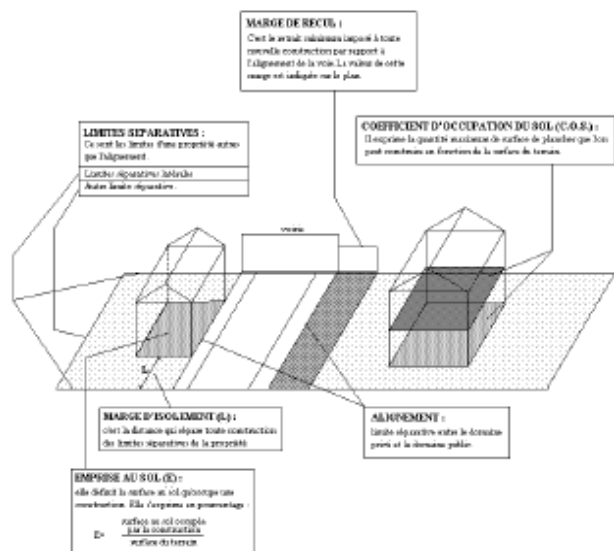 MARGE DE RECUL :
C'est le retrait minimum imposé à toute
nouvelle construction par rapport à
l'alignement de la voie. La valeur de cette
marge est indiquée sur le plan.
LIMITES SEPARATIVES :
Ce sont les limites d'une propriété autres
que l'alignement.
Limites séparatives latérales
Autre limite séparative.
COEFFICIENT D'OCCUPATION DU SOL (C.O.S.) :
Il exprime la quantité maximum de surface de plancher que l'on
peut construire en fonction de la surface du terrain.
VOIRIE
L
MARGE D'ISOLEMENT (L) :
c'est la distance qui sépare toute construction
des limites séparatives de la propriété
ALIGNEMENT :
limite séparative entre le domaine
privé et le domaine public.
EMPRISE AU SOL (E) :
elle définit la surface au sol qu'occupe une
construction. Elle s'exprime en pourcentage :
surface au sol occupée
par la construction
E=
surface du terrain